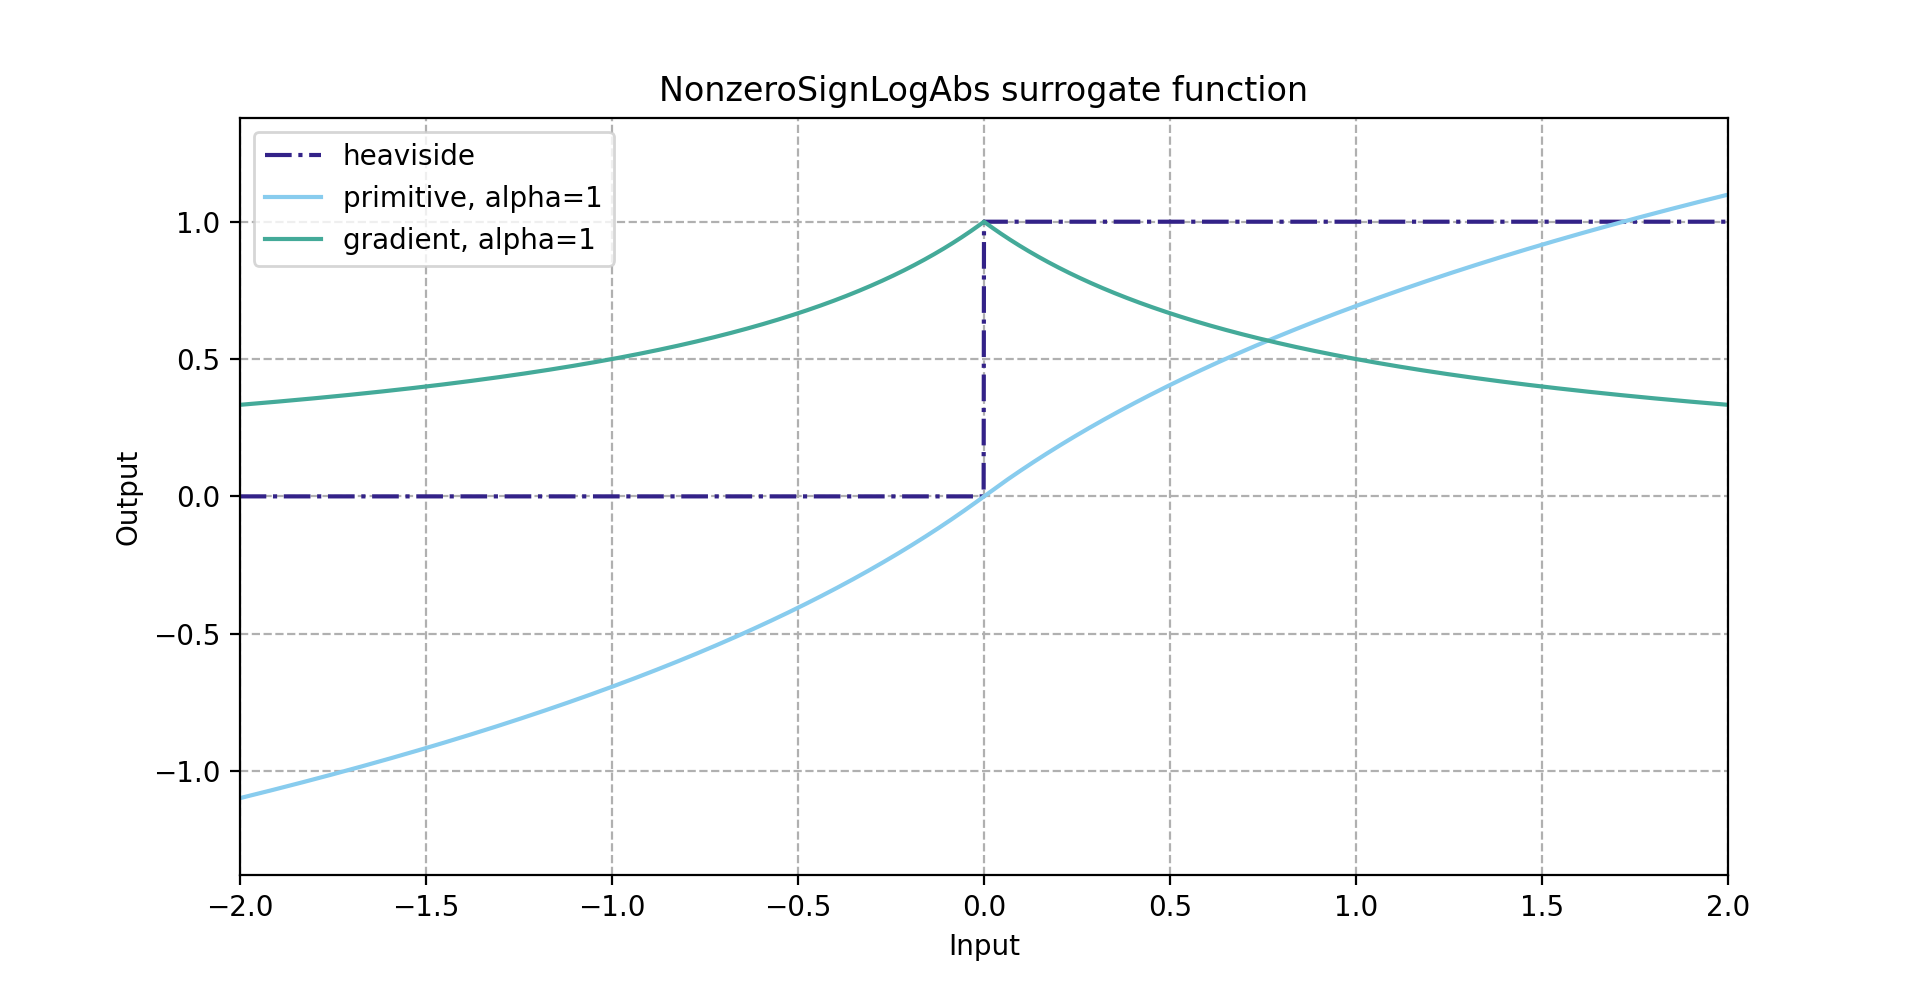 NonzeroSignLogAbs surrogate function
heaviside
primitive, alpha=1
gradient, alpha=1
1.0
0.5
0.0
−0.5
−1.0
Output
−2.0 −1.5 −1.0 −0.5 0.0 0.5 1.0 1.5 2.0
Input